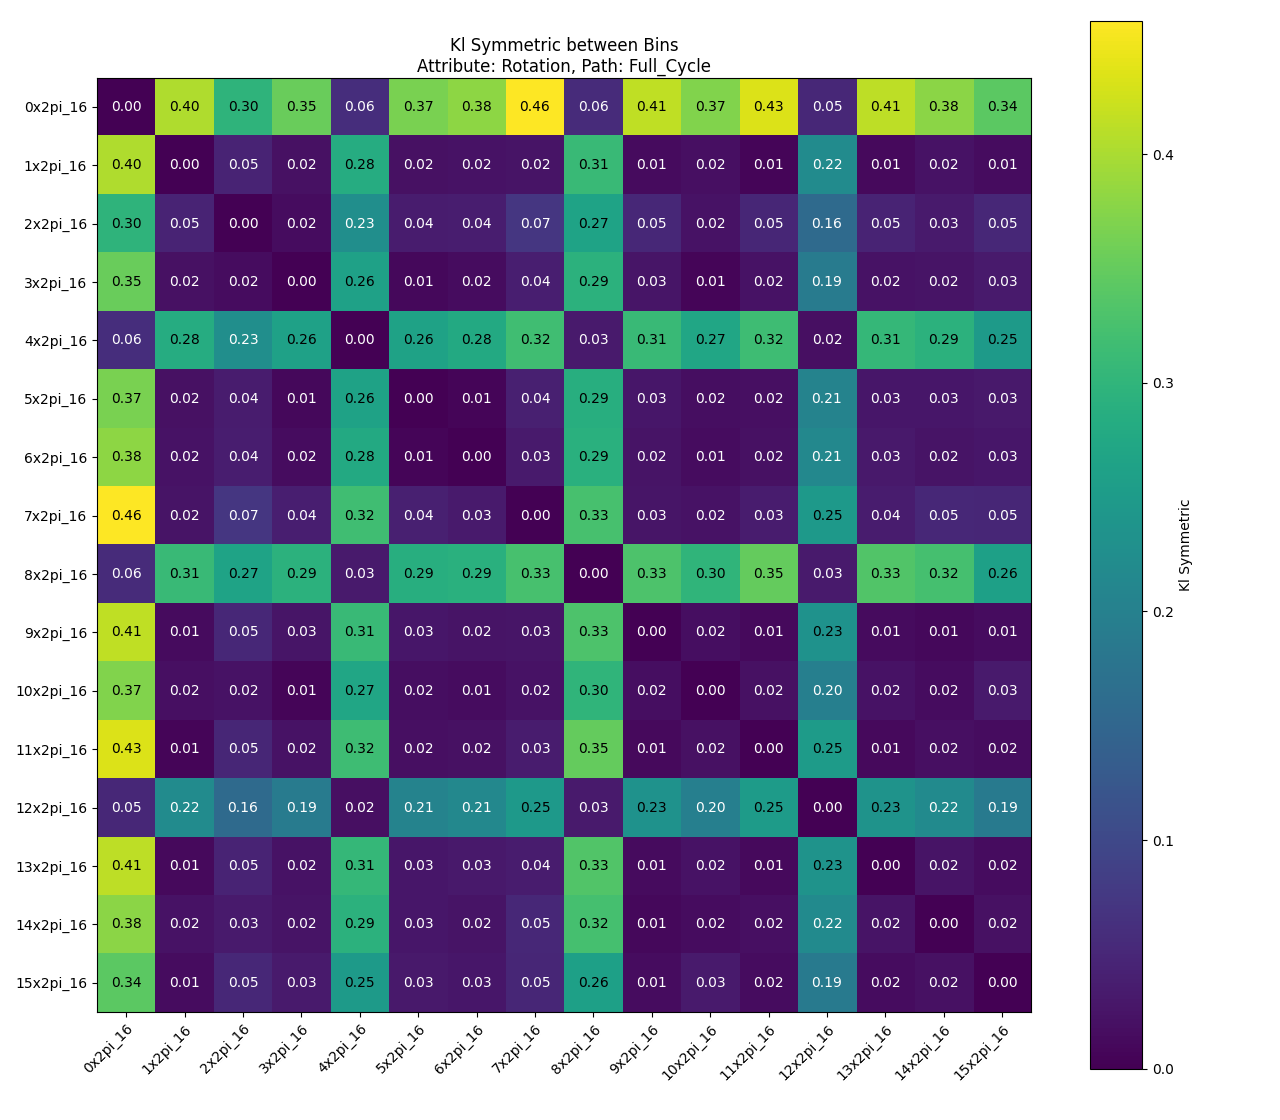 Kl Symmetric between Bins
Attribute: Rotation, Path: Full_Cycle
0x2pi_16 0.00 0.40 0.30 0.35 0.06 0.37 0.38 0.46 0.06 0.41 0.37 0.43 0.05 0.41 0.38 0.34
1x2pi_16 0.40 0.00 0.05 0.02 0.28 0.02 0.02 0.02 0.31 0.01 0.02 0.01 0.22 0.01 0.02 0.01
2x2pi_16 0.30 0.05 0.00 0.02 0.23 0.04 0.04 0.07 0.27 0.05 0.02 0.05 0.16 0.05 0.03 0.05
3x2pi_16 0.35 0.02 0.02 0.00 0.26 0.01 0.02 0.04 0.29 0.03 0.01 0.02 0.19 0.02 0.02 0.03
4x2pi_16 0.06 0.28 0.23 0.26 0.00 0.26 0.28 0.32 0.03 0.31 0.27 0.32 0.02 0.31 0.29 0.25
5x2pi_16 0.37 0.02 0.04 0.01 0.26 0.00 0.01 0.04 0.29 0.03 0.02 0.02 0.21 0.03 0.03 0.03
6x2pi_16 0.38 0.02 0.04 0.02 0.28 0.01 0.00 0.03 0.29 0.02 0.01 0.02 0.21 0.03 0.02 0.03
7x2pi_16 0.46 0.02 0.07 0.04 0.32 0.04 0.03 0.00 0.33 0.03 0.02 0.03 0.25 0.04 0.05 0.05
8x2pi_16 0.06 0.31 0.27 0.29 0.03 0.29 0.29 0.33 0.00 0.33 0.30 0.35 0.03 0.33 0.32 0.26
9x2pi_16 0.41 0.01 0.05 0.03 0.31 0.03 0.02 0.03 0.33 0.00 0.02 0.01 0.23 0.01 0.01 0.01
10x2pi_16 0.37 0.02 0.02 0.01 0.27 0.02 0.01 0.02 0.30 0.02 0.00 0.02 0.20 0.02 0.02 0.03
11x2pi_16 0.43 0.01 0.05 0.02 0.32 0.02 0.02 0.03 0.35 0.01 0.02 0.00 0.25 0.01 0.02 0.02
12x2pi_16 0.05 0.22 0.16 0.19 0.02 0.21 0.21 0.25 0.03 0.23 0.20 0.25 0.00 0.23 0.22 0.19
13x2pi_16 0.41 0.01 0.05 0.02 0.31 0.03 0.03 0.04 0.33 0.01 0.02 0.01 0.23 0.00 0.02 0.02
14x2pi_16 0.38 0.02 0.03 0.02 0.29 0.03 0.02 0.05 0.32 0.01 0.02 0.02 0.22 0.02 0.00 0.02
15x2pi_16 0.34 0.01 0.05 0.03 0.25 0.03 0.03 0.05 0.26 0.01 0.03 0.02 0.19 0.02 0.02 0.00
0x2pi_16 1x2pi_16 2x2pi_16 3x2pi_16 4x2pi_16 5x2pi_16 6x2pi_16 7x2pi_16 8x2pi_16 9x2pi_16 10x2pi_16 11x2pi_16 12x2pi_16 13x2pi_16 14x2pi_16 15x2pi_16
0.4
0.3
0.2
0.1
0.0
Kl Symmetric